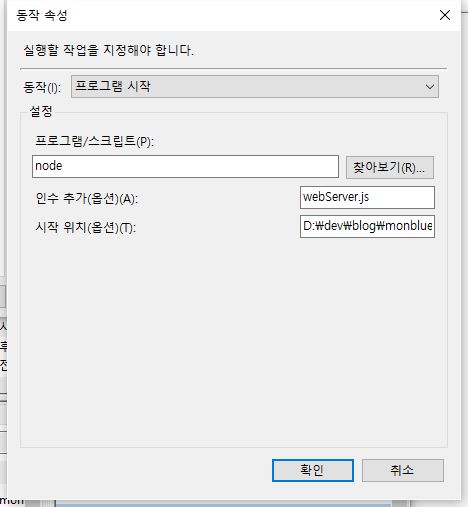 동작 속성
실행할 작업을 지정해야 합니다.
동작(I): 프로그램 시작
설정
프로그램/스크립트(P):
node 찾아보기(R)...
인수 추가(옵션)(A): webServer.js
시작 위치(옵션)(T): D:₩dev₩blog₩monblue
확인 취소
mon